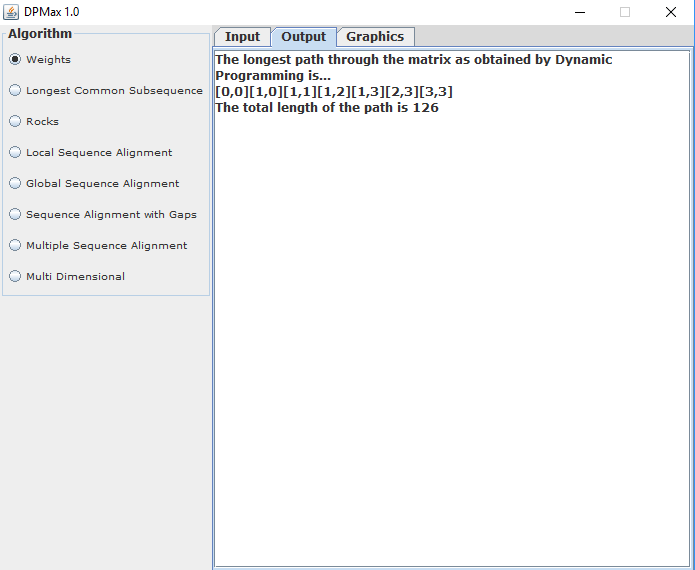 DPMax 1.0
Algorithm
Weights
Longest Common Subsequence
Rocks
Local Sequence Alignment
Global Sequence Alignment
Sequence Alignment with Gaps
Multiple Sequence Alignment
Multi Dimensional
Input Output Graphics
The longest path through the matrix as obtained by Dynamic
Programming is...
[0,0][1,0][1,1][1,2][1,3][2,3][3,3]
The total length of the path is 126